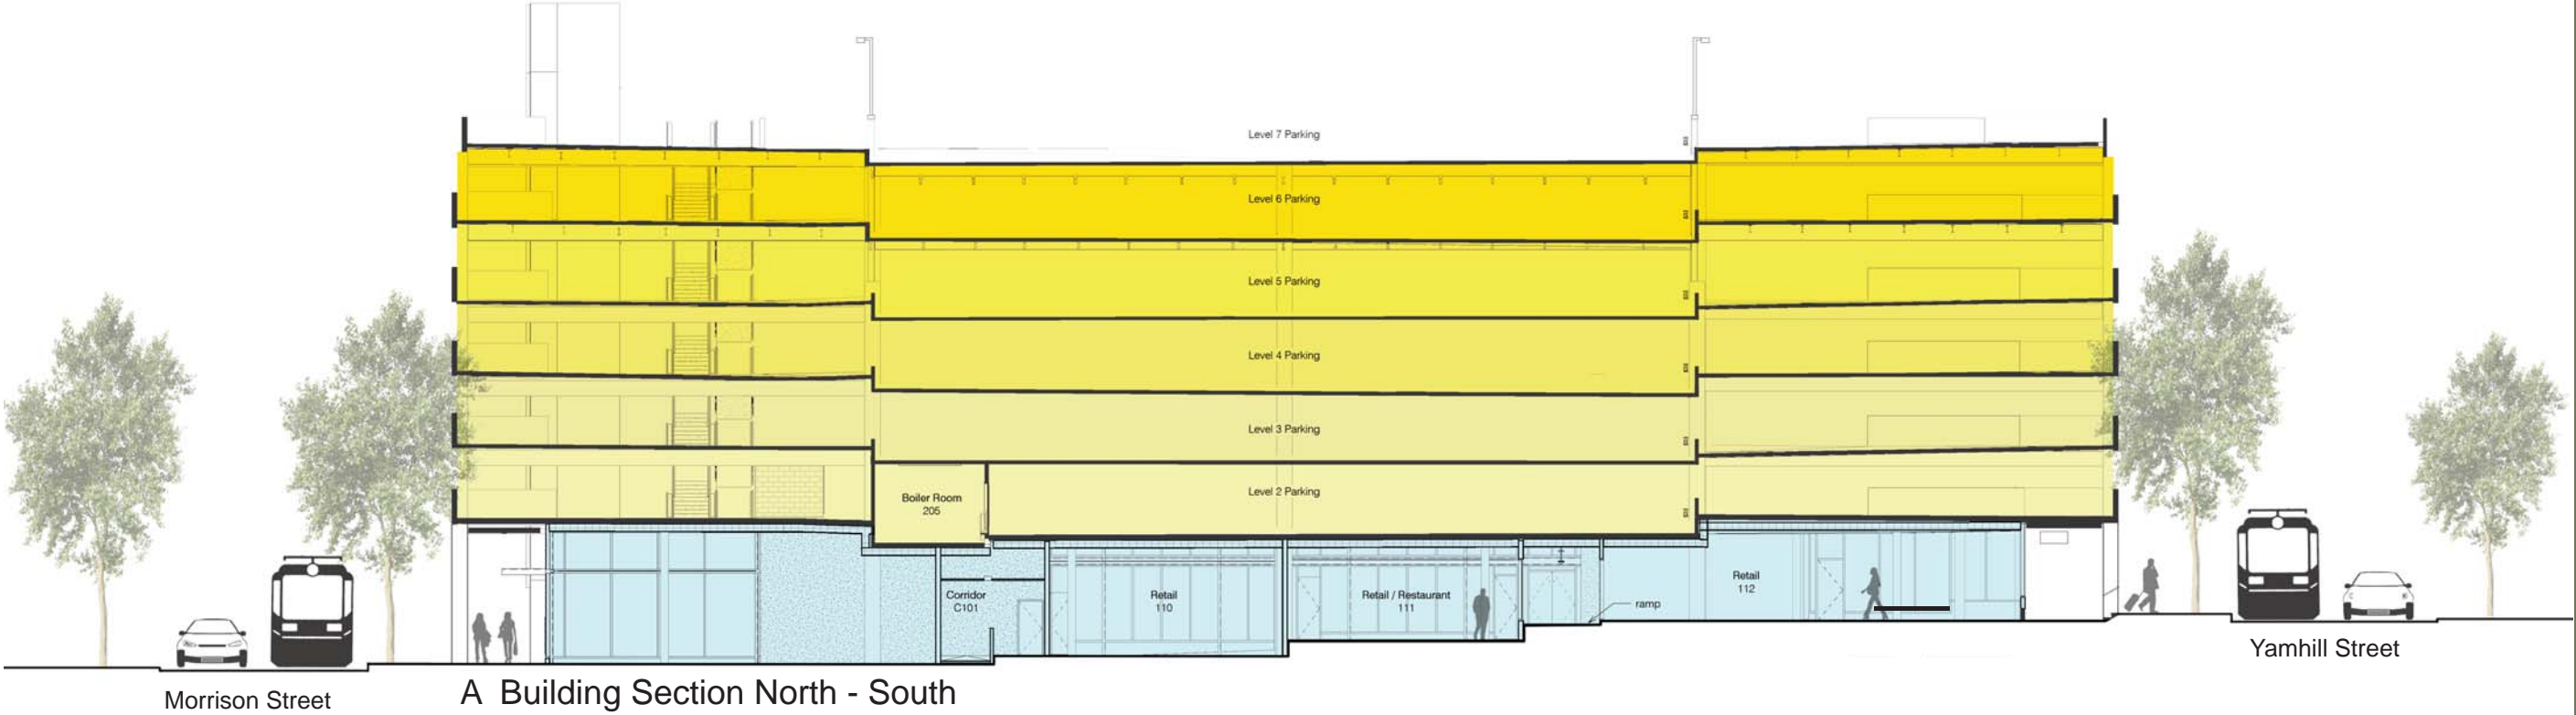 Level 7 Parking
Level 6 Parking
Level 5 Parking
Level 4 Parking
Level 3 Parking
Level 2 Parking
Boiler Room
205
Corridor
C101
Retail
110
Retail / Restaurant
111
ramp
Retail
112
Morrison Street
Yamhill Street
A Building Section North - South